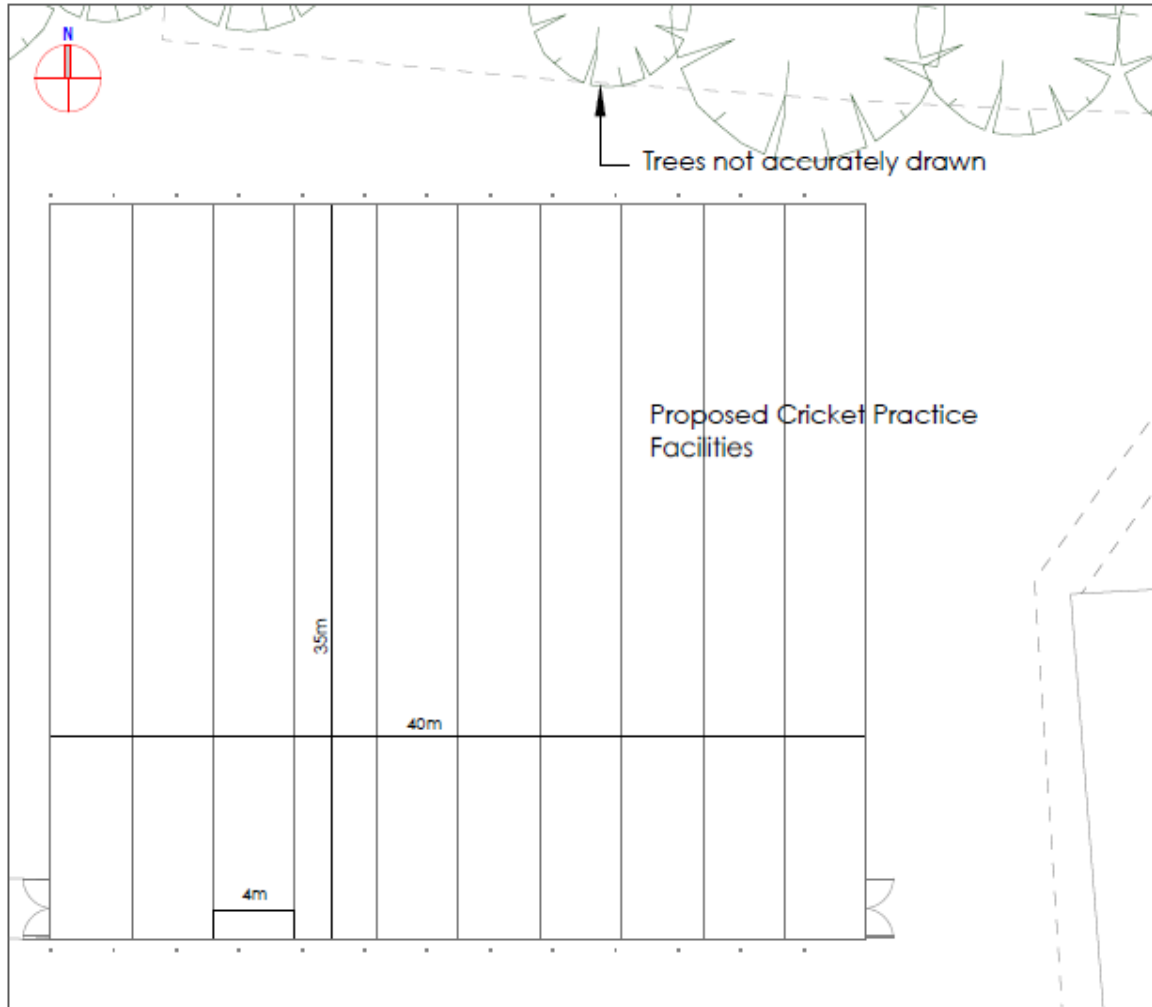 N
Trees not accurately drawn
Proposed Cricket Practice
Facilities
35m
40m
4m